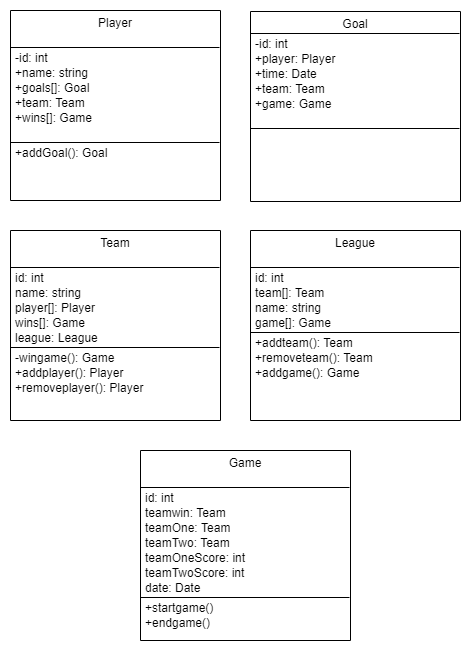 Player
-id: int
+name: string
+goals[]: Goal
+team: Team
+wins[]: Game
+addGoal(): Goal
Goal
-id: int
+player: Player
+time: Date
+team: Team
+game: Game
Team
id: int
name: string
player[]: Player
wins[]: Game
league: League
-wingame(): Game
+addplayer(): Player
+removeplayer(): Player
League
id: int
team[]: Team
name: string
game[]: Game
+addteam(): Team
+removeteam(): Team
+addgame(): Game
Game
id: int
teamwin: Team
teamOne: Team
teamTwo: Team
teamOneScore: int
teamTwoScore: int
date: Date
+startgame()
+endgame()